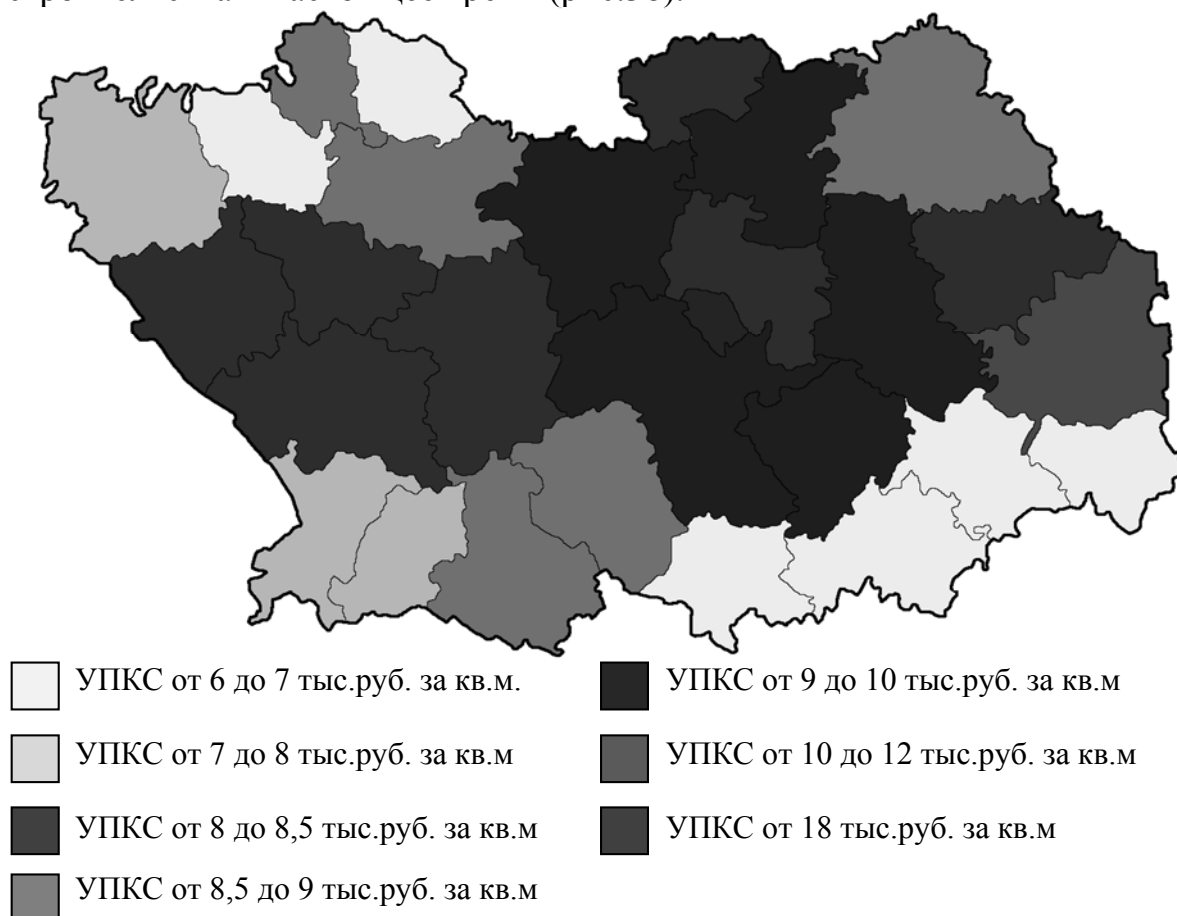 УПКС от 6 до 7 тыс.руб. за кв.м.
УПКС от 7 до 8 тыс.руб. за кв.м
УПКС от 8 до 8,5 тыс.руб. за кв.м
УПКС от 8,5 до 9 тыс.руб. за кв.м
УПКС от 9 до 10 тыс.руб. за кв.м
УПКС от 10 до 12 тыс.руб. за кв.м
УПКС от 18 тыс.руб. за кв.м